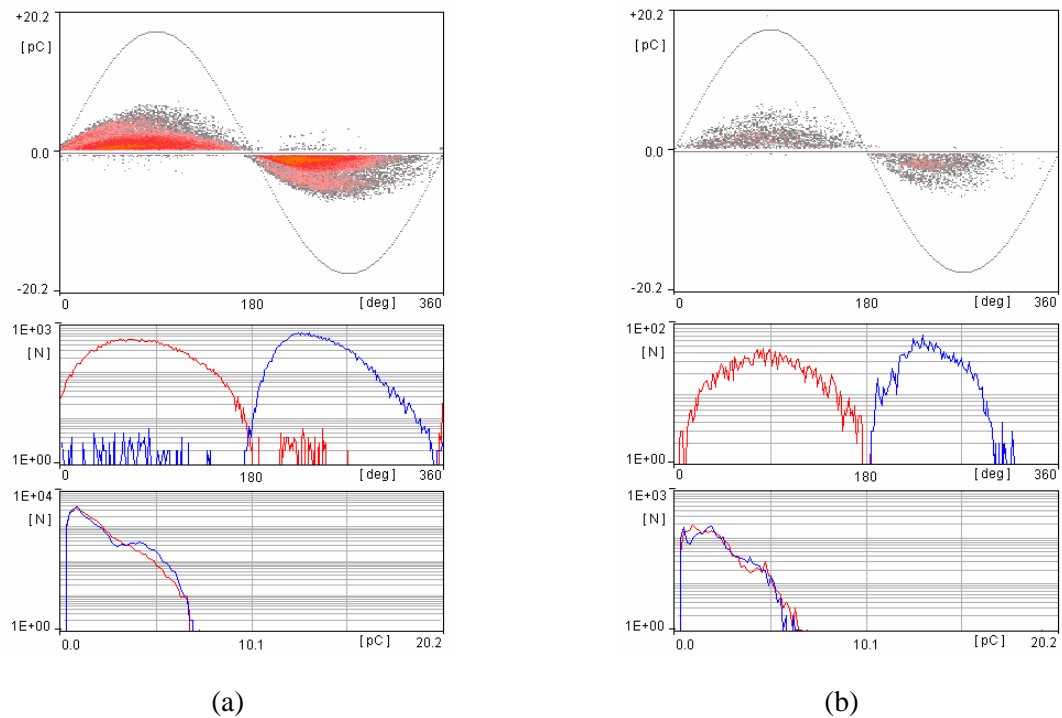 +20.2
[pC]
0.0
-20.2
0 180 [deg] 360
1E+03
[N]
1E+00
0 180 [deg] 360
1E+04
[N]
1E+00
0.0 10.1 [pC] 20.2
(a)
+20.2
[pC]
0.0
-20.2
0 180 [deg] 360
1E+02
[N]
1E+00
0 180 [deg] 360
1E+03
[N]
1E+00
0.0 10.1 [pC] 20.2
(b)